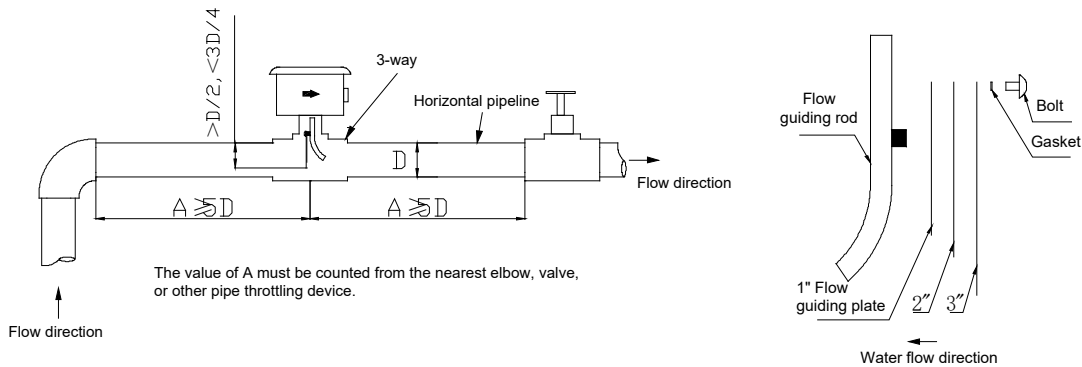 >D/2, <3D/4
3-way
Horizontal pipeline
D
Flow direction
A ⩾5D
A ⩾5D
The value of A must be counted from the nearest elbow, valve,
or other pipe throttling device.
Flow direction
Flow
guiding rod
Bolt
Gasket
1" Flow
guiding plate
2"
3"
Water flow direction